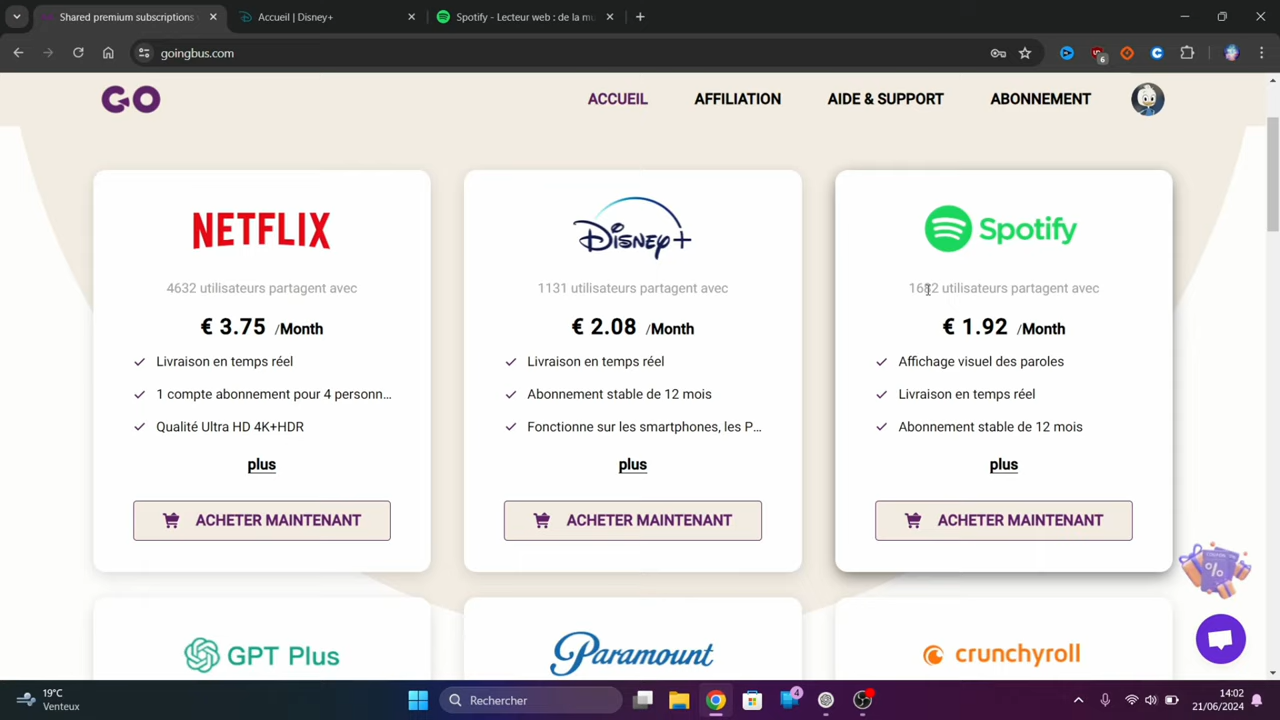 Shared premium subscriptions
Accueil | Disney+
Spotify - Lecteur web : de la mu
goingbus.com
6
GO
ACCUEIL
AFFILIATION
AIDE & SUPPORT
ABONNEMENT
NETFLIX
4632 utilisateurs partagent avec
€ 3.75 /Month
Livraison en temps réel
1 compte abonnement pour 4 personn...
Qualité Ultra HD 4K+HDR
plus
ACHETER MAINTENANT
Disney+
1131 utilisateurs partagent avec
€ 2.08 /Month
Livraison en temps réel
Abonnement stable de 12 mois
Fonctionne sur les smartphones, les P...
plus
ACHETER MAINTENANT
Spotify
utilisateurs partagent avec
€ 1.92 /Month
Affichage visuel des paroles
Livraison en temps réel
Abonnement stable de 12 mois
plus
ACHETER MAINTENANT
%
GPT Plus
Paramount
crunchyroll
19°C
Venteux
Rechercher
4
14:02
21/06/2024